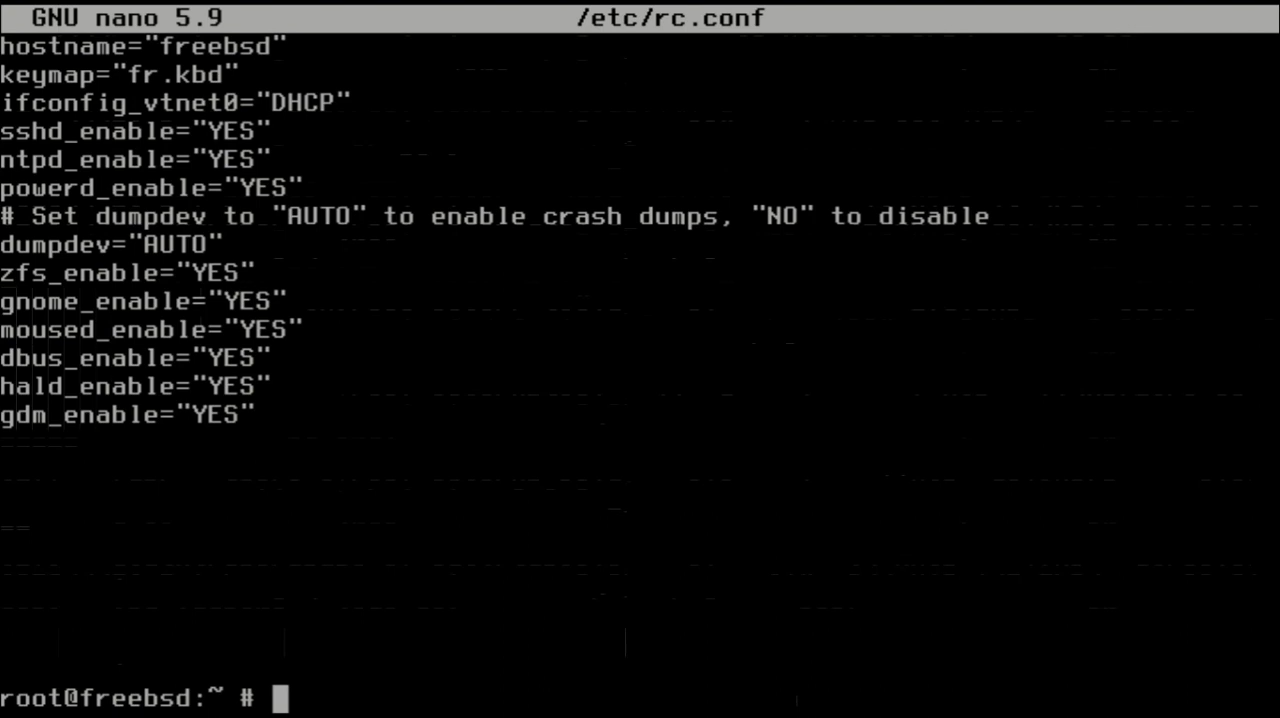 GNU nano 5.9 /etc/rc.conf
hostname="freebsd"
keymap="fr.kbd"
ifconfig_vtnet0="DHCP"
sshd_enable="YES"
ntpd_enable="YES"
powerd_enable="YES"
# Set dumpdev to "AUTO" to enable crash dumps, "NO" to disable
dumpdev="AUTO"
zfs_enable="YES"
gnome_enable="YES"
moused_enable="YES"
dbus_enable="YES"
hald_enable="YES"
gdm_enable="YES"
root@freebsd:~ #